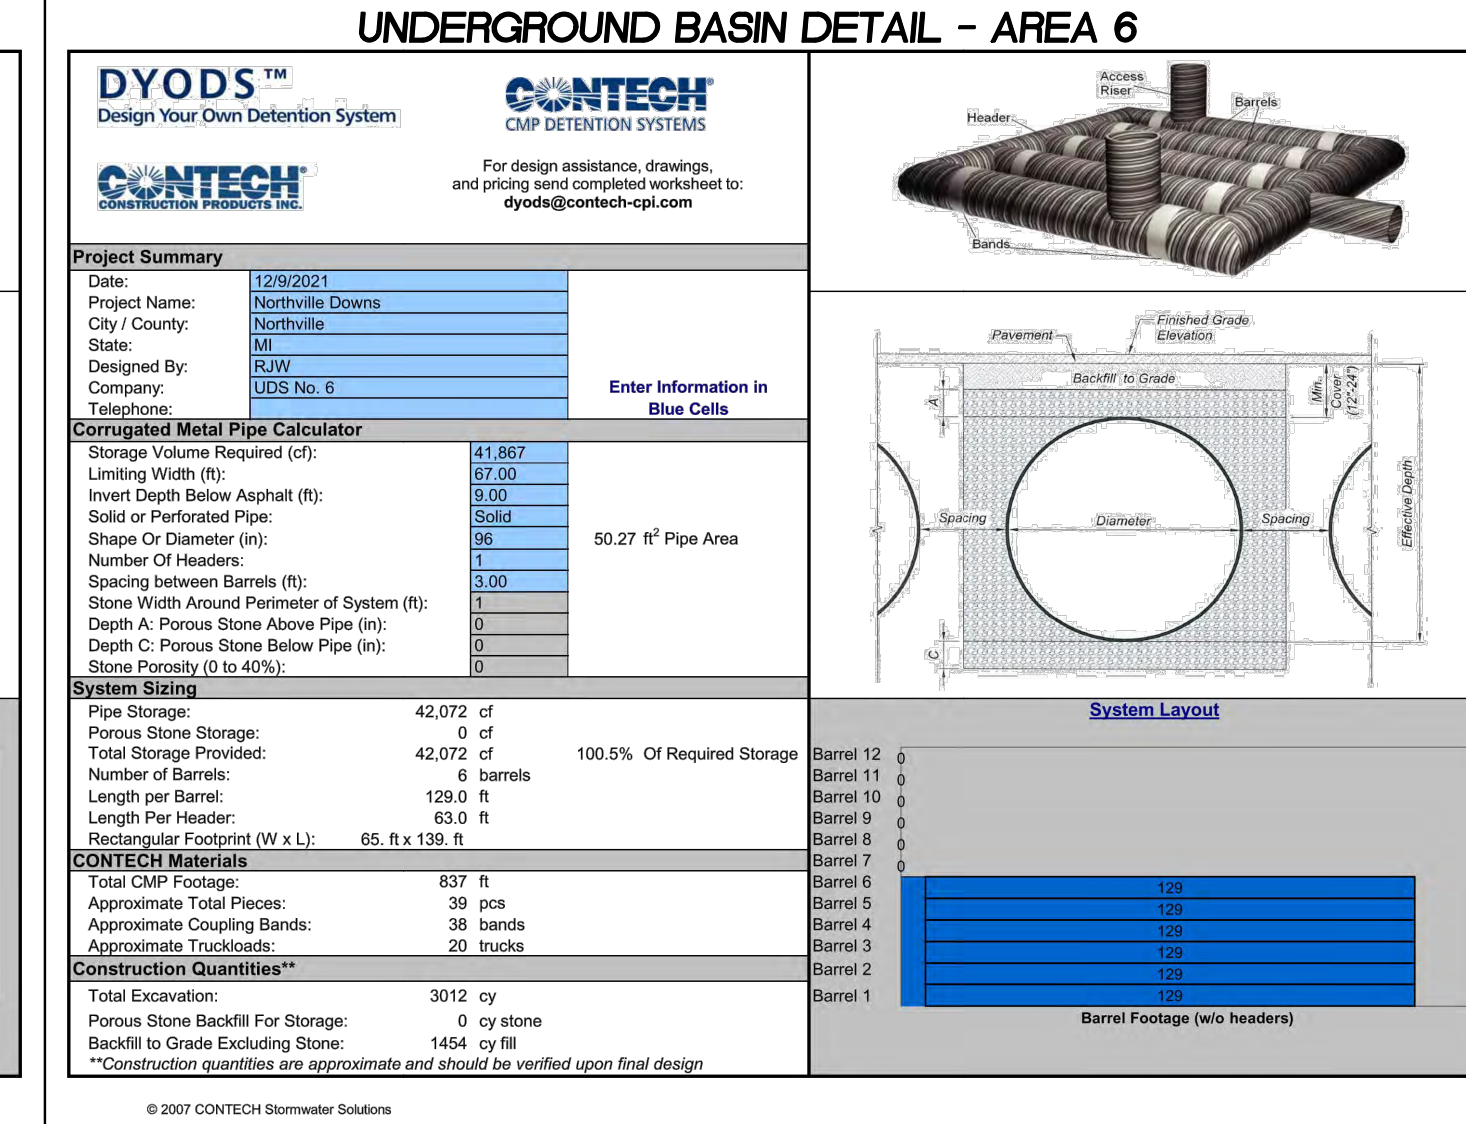 UNDERGROUND BASIN DETAIL - AREA 6
DYODS™
Design Your Own Detention System
CONTECH®
CMP DETENTION SYSTEMS
CONTECH®
CONSTRUCTION PRODUCTS INC.
For design assistance, drawings,
and pricing send completed worksheet to:
dyods@contech-cpi.com
Access
Riser
Barrels
Header
Bands
Project Summary
Date: 12/9/2021
Project Name: Northville Downs
City / County: Northville
State: MI
Designed By: RJW
Company: UDS No. 6
Telephone:
Enter Information in
Blue Cells
Corrugated Metal Pipe Calculator
Storage Volume Required (cf): 41,867
Limiting Width (ft): 67.00
Invert Depth Below Asphalt (ft): 9.00
Solid or Perforated Pipe: Solid
Shape Or Diameter (in): 96 50.27 ft² Pipe Area
Number Of Headers: 1
Spacing between Barrels (ft): 3.00
Stone Width Around Perimeter of System (ft): 1
Depth A: Porous Stone Above Pipe (in): 0
Depth C: Porous Stone Below Pipe (in): 0
Stone Porosity (0 to 40%): 0
Finished Grade
Elevation
Pavement
Backfill to Grade
A
Min.
Cover
(12"-24")
Spacing
Diameter
Spacing
Effective Depth
C
System Sizing
Pipe Storage: 42,072 cf
Porous Stone Storage: 0 cf
Total Storage Provided: 42,072 cf 100.5% Of Required Storage
Number of Barrels: 6 barrels
Length per Barrel: 129.0 ft
Length Per Header: 63.0 ft
Rectangular Footprint (W x L): 65. ft x 139. ft
CONTECH Materials
Total CMP Footage: 837 ft
Approximate Total Pieces: 39 pcs
Approximate Coupling Bands: 38 bands
Approximate Truckloads: 20 trucks
Construction Quantities**
Total Excavation: 3012 cy
Porous Stone Backfill For Storage: 0 cy stone
Backfill to Grade Excluding Stone: 1454 cy fill
**Construction quantities are approximate and should be verified upon final design
System Layout
Barrel 12 0
Barrel 11 0
Barrel 10 0
Barrel 9 0
Barrel 8 0
Barrel 7 0
Barrel 6 129
Barrel 5 129
Barrel 4 129
Barrel 3 129
Barrel 2 129
Barrel 1 129
Barrel Footage (w/o headers)
© 2007 CONTECH Stormwater Solutions